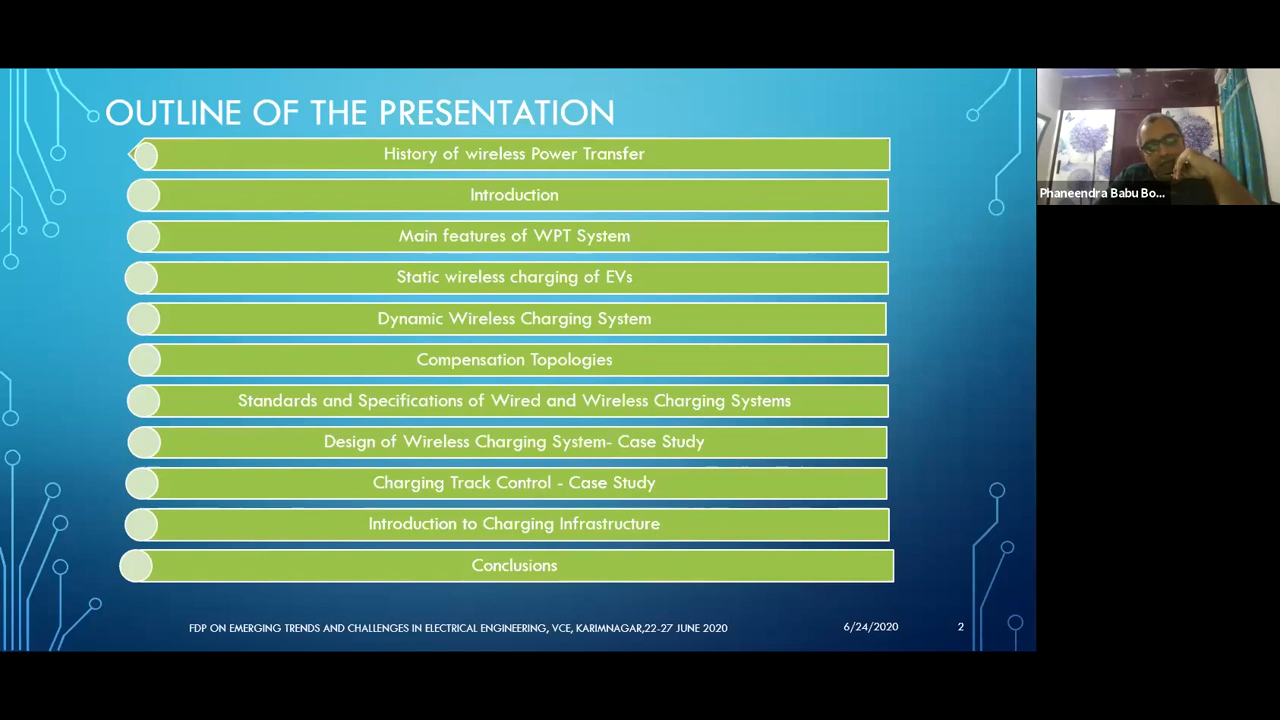 OUTLINE OF THE PRESENTATION
History of wireless Power Transfer
Introduction
Main features of WPT System
Static wireless charging of EVs
Dynamic Wireless Charging System
Compensation Topologies
Standards and Specifications of Wired and Wireless Charging Systems
Design of Wireless Charging System- Case Study
Charging Track Control - Case Study
Introduction to Charging Infrastructure
Conclusions
FDP ON EMERGING TRENDS AND CHALLENGES IN ELECTRICAL ENGINEERING, VCE, KARIMNAGAR,22-27 JUNE 2020
6/24/2020
2
Phaneendra Babu Bo...